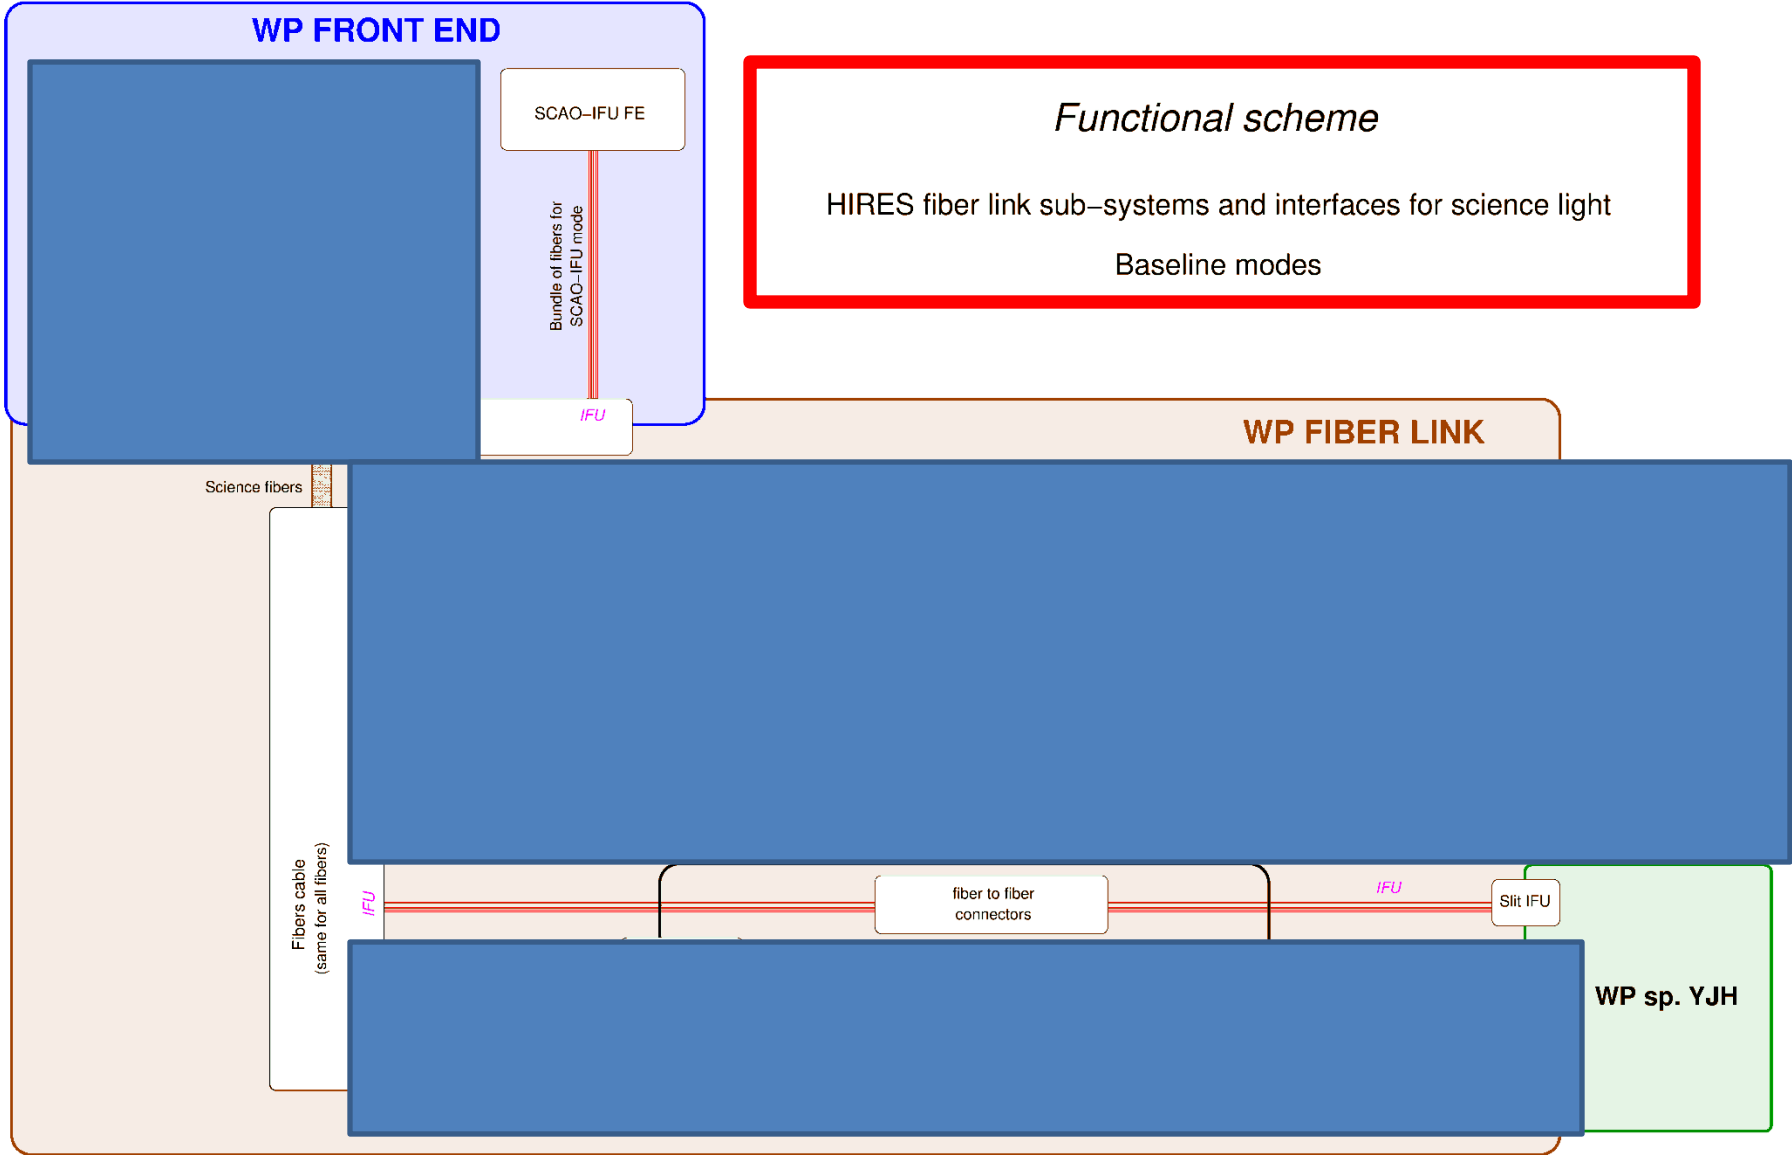 WP FRONT END
SCAO−IFU FE
Bundle of fibers for
SCAO−IFU mode
IFU
Functional scheme
HIRES fiber link sub−systems and interfaces for science light
Baseline modes
WP FIBER LINK
Science fibers
Fibers cable
(same for all fibers)
IFU
fiber to fiber
connectors
IFU
Slit IFU
WP sp. YJH